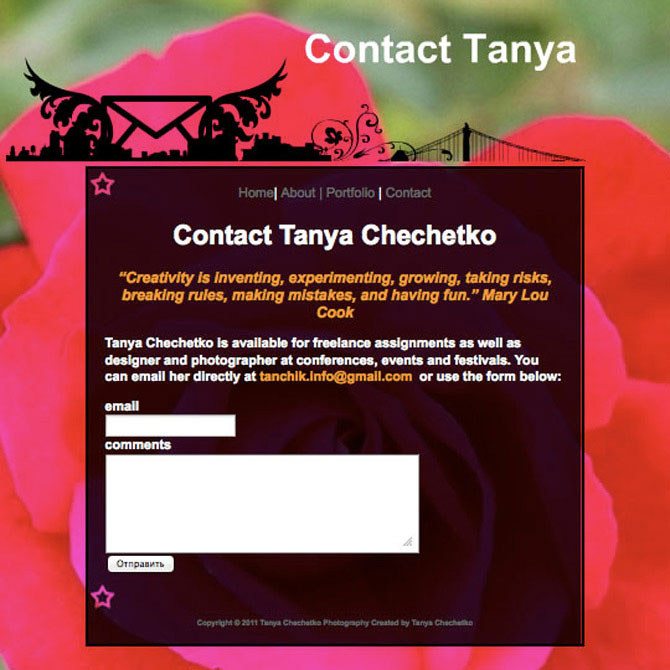 Contact Tanya
Home| About | Portfolio | Contact
Contact Tanya Chechetko
“Creativity is inventing, experimenting, growing, taking risks,
breaking rules, making mistakes, and having fun.” Mary Lou
Cook
Tanya Chechetko is available for freelance assignments as well as
designer and photographer at conferences, events and festivals. You
can email her directly at tanchik.info@gmail.com or use the form below:
email
comments
Отправить
Copyright © 2011 Tanya Chechetko Photography Created by Tanya Chechetko